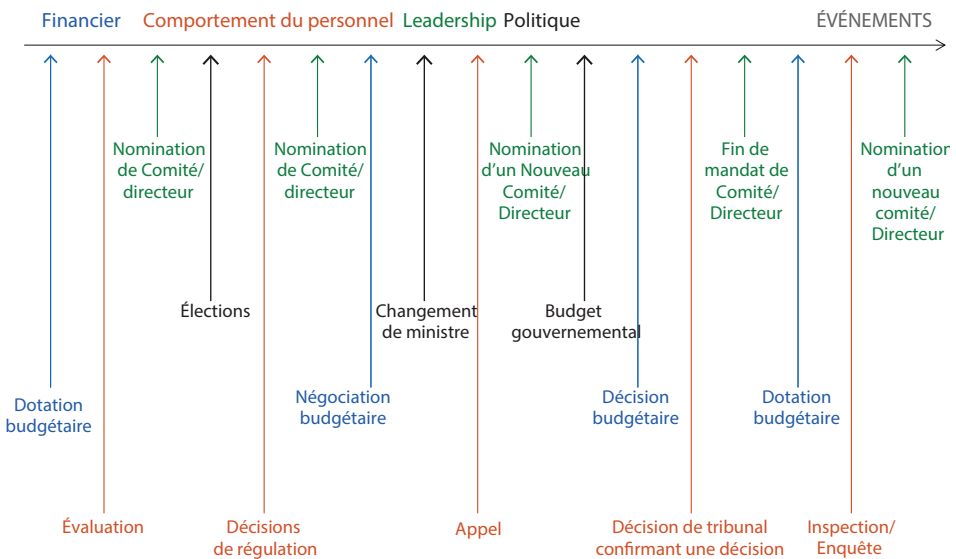 Financier Comportement du personnel Leadership Politique ÉVÉNEMENTS
Nomination
de Comité/
directeur
Nomination
de Comité/
directeur
Nomination
d'un Nouveau
Comité/
Directeur
Fin de
mandat de
Comité/
Directeur
Nomination
d'un
nouveau
comité/
Directeur
Élections
Changement
de ministre
Budget
gouvernemental
Dotation
budgétaire
Négociation
budgétaire
Décision
budgétaire
Dotation
budgétaire
Évaluation
Décisions
de régulation
Appel
Décision de tribunal
confirmant une décision
Inspection/
Enquête